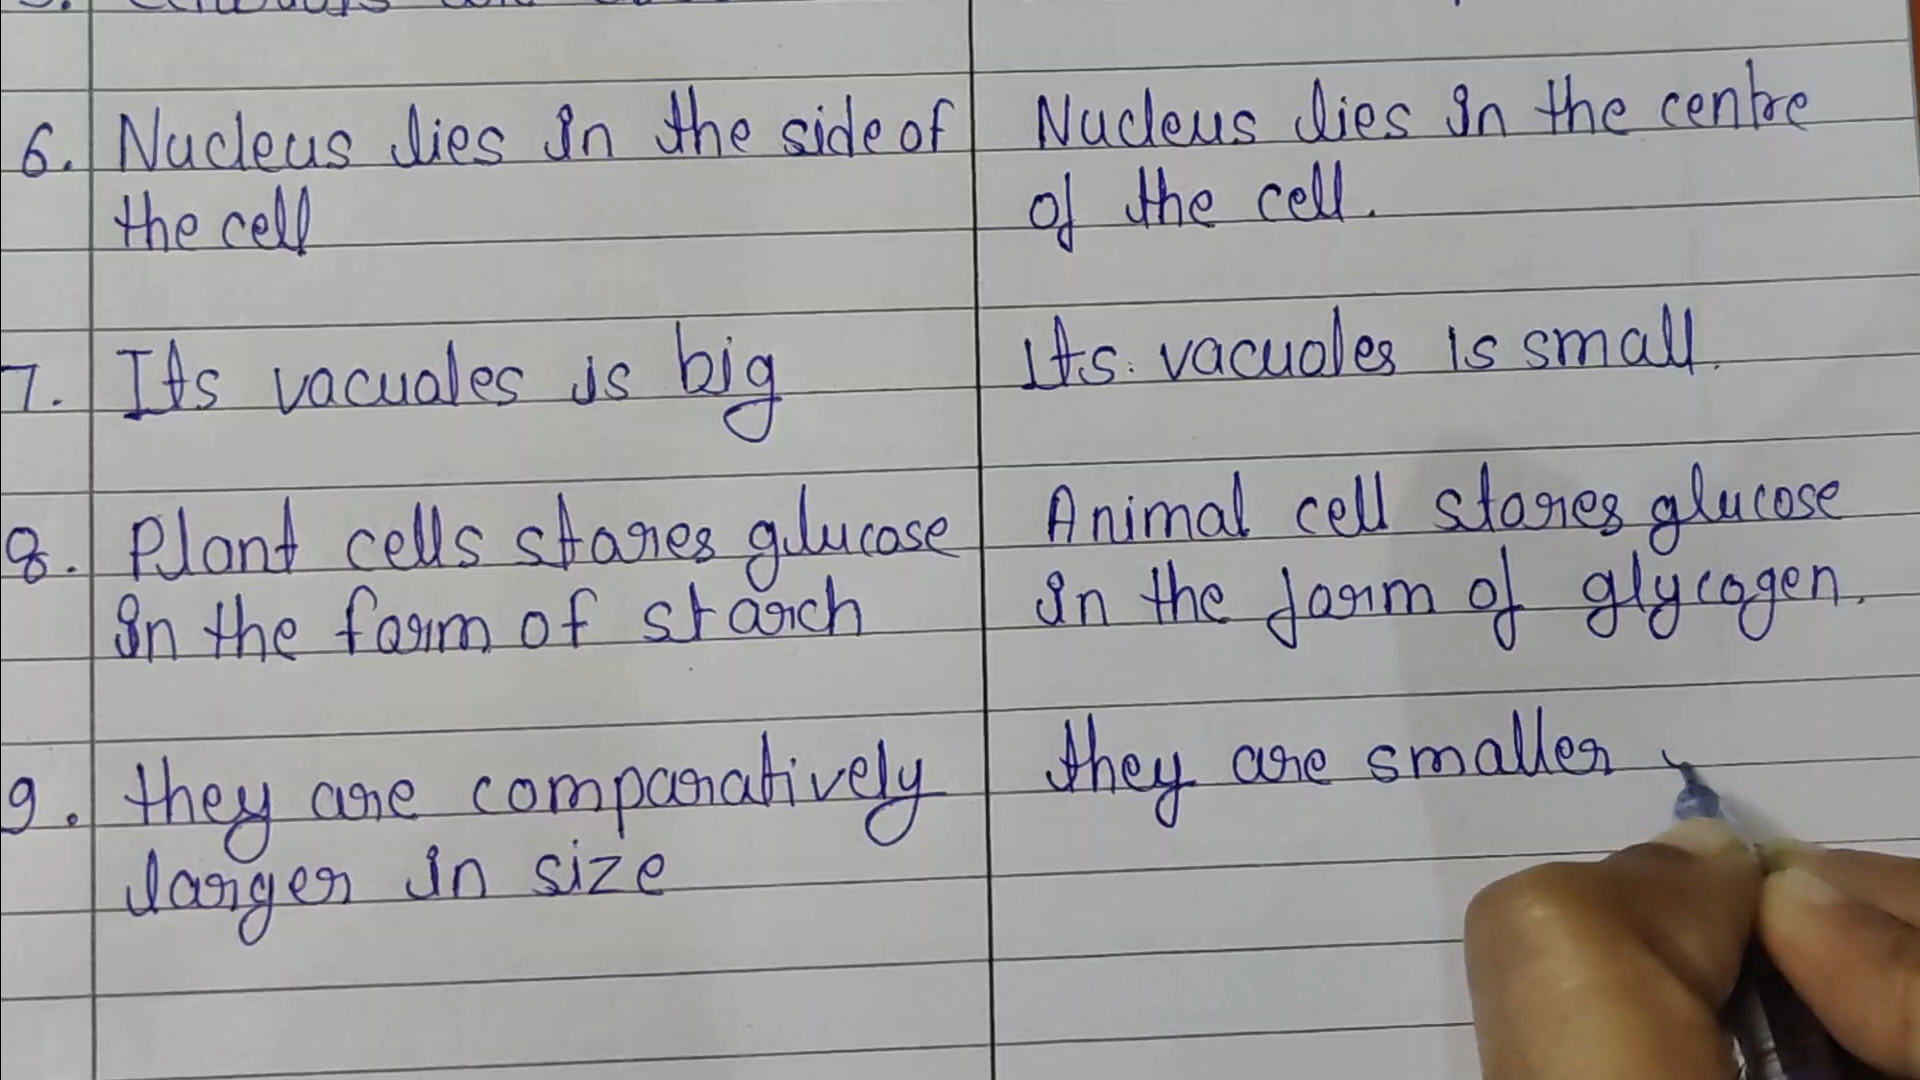 6. Nucleus lies in the side of
the cell
Nucleus lies in the centre
of the cell.
7. Its vacuales is big
Its. vacuoles is small.
8. Plant cells stores glucose
in the form of starch
Animal cell stores glucose
in the form of glycogen.
9. they are comparatively
larger in size
they are smaller